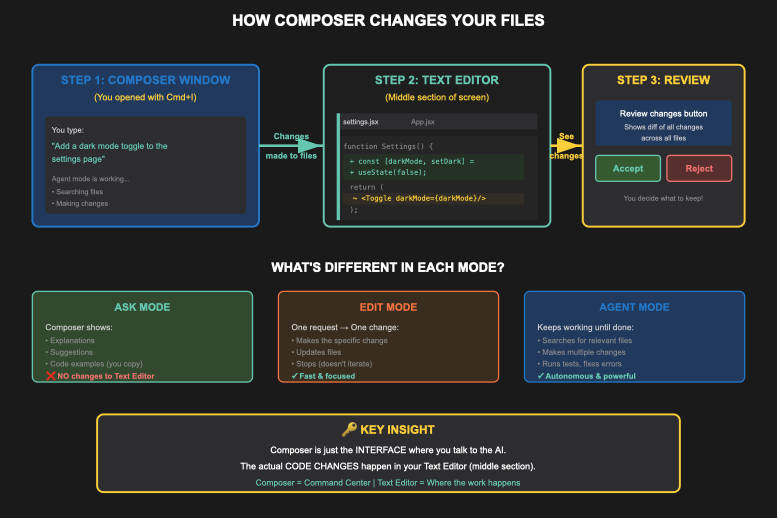 HOW COMPOSER CHANGES YOUR FILES
STEP 1: COMPOSER WINDOW
(You opened with Cmd+I)
You type:
"Add a dark mode toggle to the
settings page"
Agent mode is working...
• Searching files
• Making changes
Changes
made to files
STEP 2: TEXT EDITOR
(Middle section of screen)
settings.jsx
App.jsx
function Settings() {
+ const [darkMode, setDark] =
+ useState(false);
return (
~ <Toggle darkMode={darkMode}/>
);
See
changes
STEP 3: REVIEW
Review changes button
Shows diff of all changes
across all files
Accept
Reject
You decide what to keep!
WHAT'S DIFFERENT IN EACH MODE?
ASK MODE
Composer shows:
• Explanations
• Suggestions
• Code examples (you copy)
❌ NO changes to Text Editor
EDIT MODE
One request → One change:
• Makes the specific change
• Updates files
• Stops (doesn't iterate)
✓ Fast & focused
AGENT MODE
Keeps working until done:
• Searches for relevant files
• Makes multiple changes
• Runs tests, fixes errors
✓ Autonomous & powerful
🔑 KEY INSIGHT
Composer is just the INTERFACE where you talk to the AI.
The actual CODE CHANGES happen in your Text Editor (middle section).
Composer = Command Center | Text Editor = Where the work happens